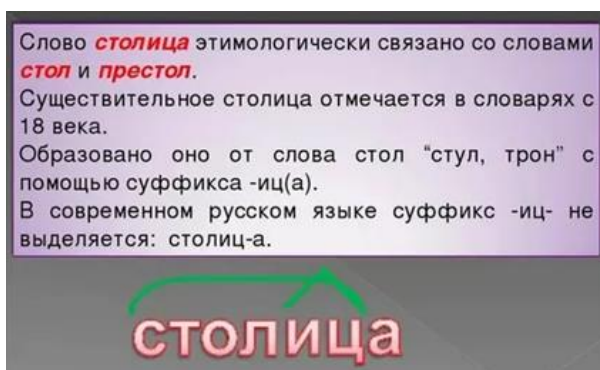 Слово столица этимологически связано со словами
стол и престол.
Существительное столица отмечается в словарях с
18 века.
Образовано оно от слова стол “стул, трон” с
помощью суффикса -иц(а).
В современном русском языке суффикс -иц- не
выделяется: столиц-а.
столица